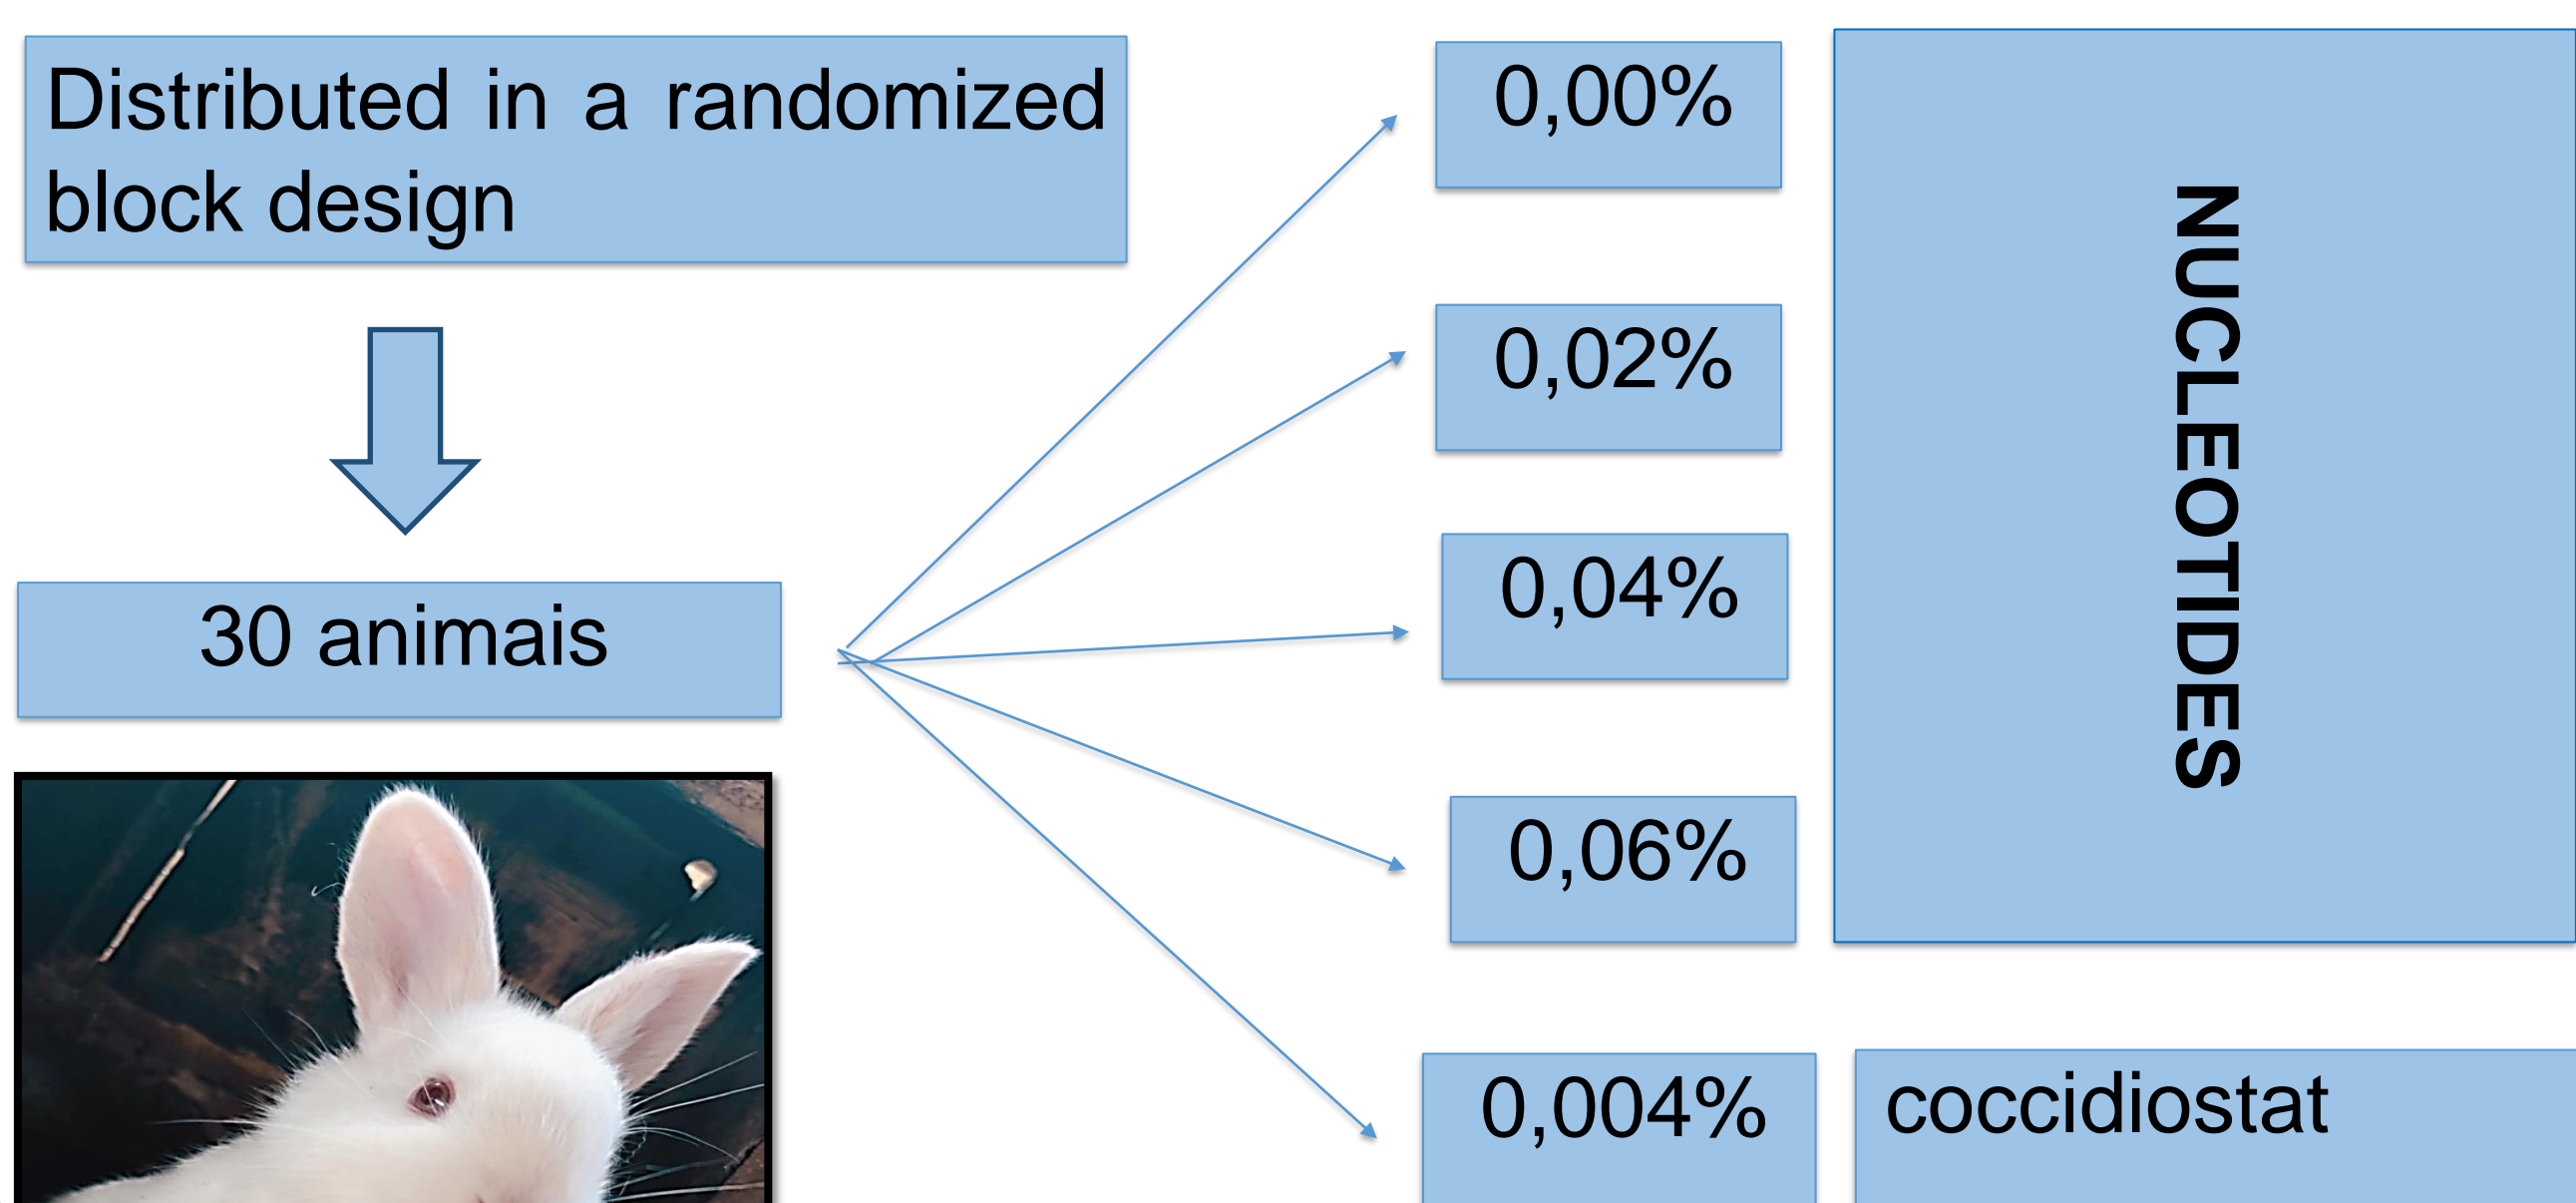 Distributed in a randomized
block design
30 animais
0,00%
0,02%
0,04%
0,06%
NUCLEOTIDES
0,004%
coccidiostat